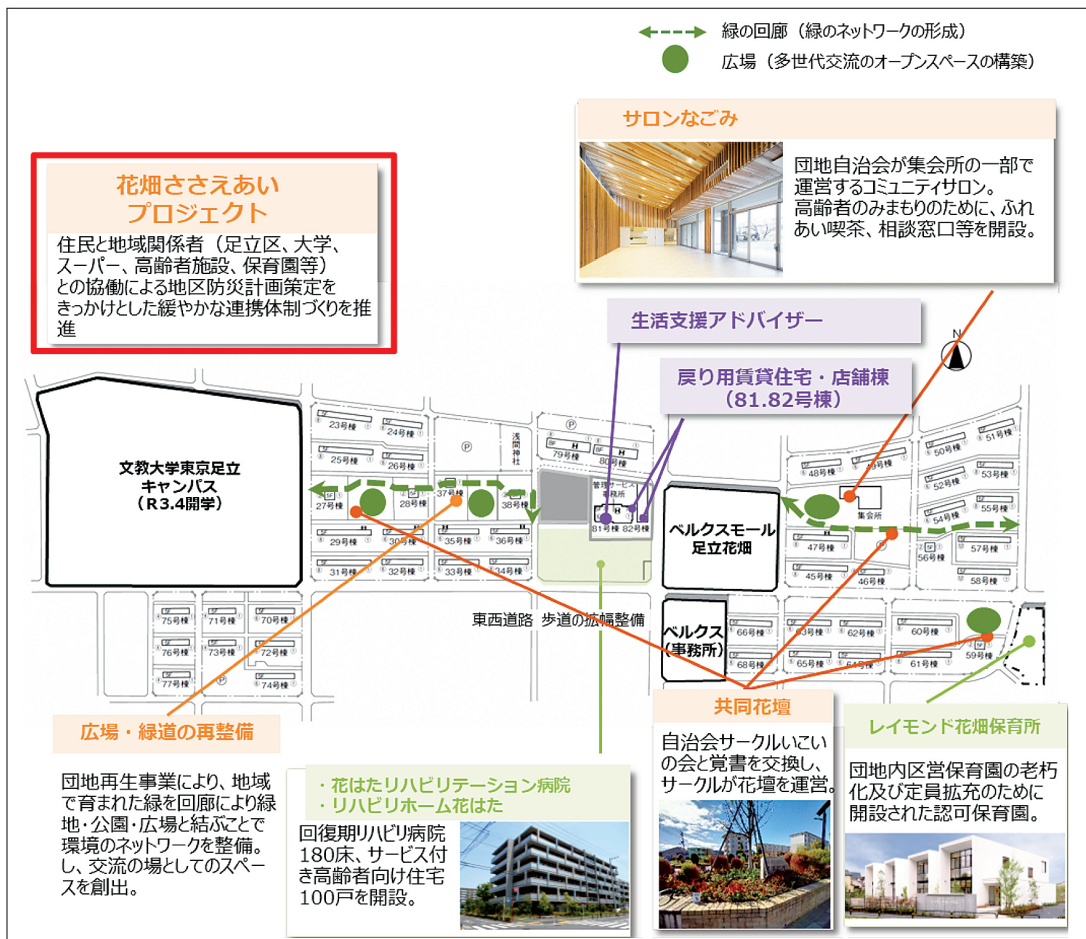 緑の回廊（緑のネットワークの形成）
広場（多世代交流のオープンスペースの構築）
サロンなごみ
団地自治会が集会所の一部で
運営するコミュニティサロン。
高齢者のみまもりのために、ふれ
あい喫茶、相談窓口等を開設。
花畑ささえあい
プロジェクト
住民と地域関係者（足立区、大学、
スーパー、高齢者施設、保育園等）
との協働による地区防災計画策定を
きっかけとした緩やかな連携体制づくりを推
進
生活支援アドバイザー
戻り用賃貸住宅・店舗棟
（81.82号棟）
N
文教大学東京足立
キャンパス
（R3.4開学）
23号棟
24号棟
25号棟
26号棟
27号棟
28号棟
37号棟
38号棟
29号棟
30号棟
35号棟
36号棟
31号棟
32号棟
33号棟
34号棟
浅間神社
79号棟
80号棟
管理サービス
事務所
81号棟
82号棟
ベルクスモール
足立花畑
48号棟
49号棟
50号棟
51号棟
52号棟
53号棟
54号棟
55号棟
集会所
47号棟
56号棟
57号棟
45号棟
46号棟
58号棟
東西道路 歩道の拡幅整備
75号棟
71号棟
70号棟
76号棟
73号棟
72号棟
77号棟
74号棟
ベルクス
（事務所）
66号棟
63号棟
62号棟
60号棟
68号棟
65号棟
64号棟
61号棟
59号棟
広場・緑道の再整備
団地再生事業により、地域
で育まれた緑を回廊により緑
地・公園・広場と結ぶことで
環境のネットワークを整備。
し、交流の場としてのスペー
スを創出。
・花はたリハビリテーション病院
・リハビリホーム花はた
回復期リハビリ病院
180床、サービス付
き高齢者向け住宅
100戸を開設。
共同花壇
自治会サークルいこい
の会と覚書を交換し、
サークルが花壇を運営。
レイモンド花畑保育所
団地内区営保育園の老朽
化及び定員拡充のために
開設された認可保育園。